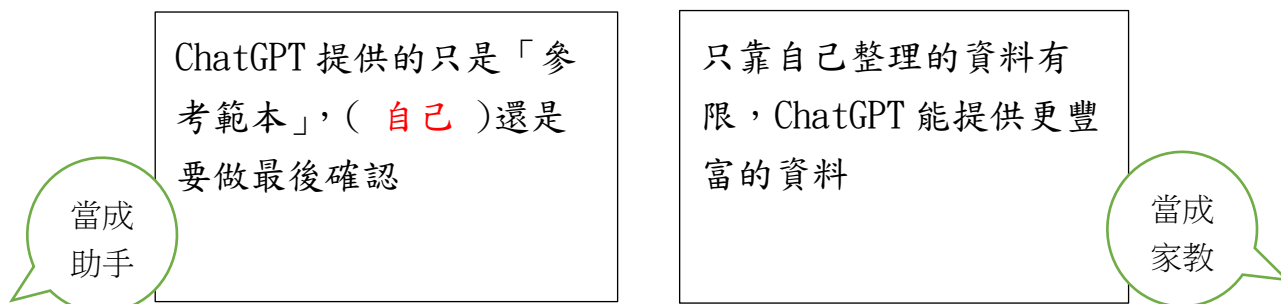 ChatGPT 提供的只是「參
考範本」,( 自己 )還是
要做最後確認
當成
助手
只靠自己整理的資料有
限,ChatGPT 能提供更豐
富的資料
當成
家教